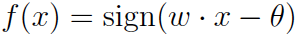 f(x) = sign(w · x − θ)